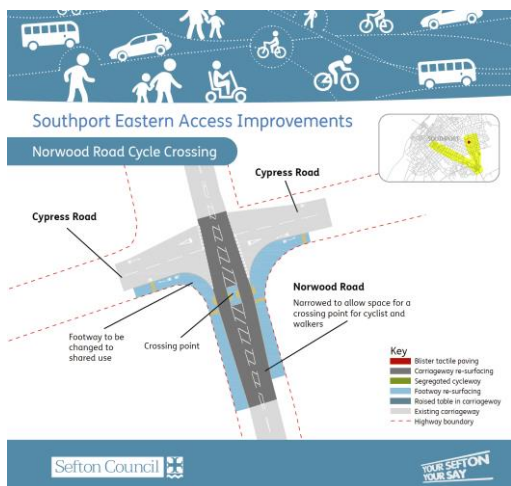 Southport Eastern Access Improvements
Norwood Road Cycle Crossing
SOUTHPORT
Cypress Road
Cypress Road
Norwood Road
Narrowed to allow space for a
crossing point for cyclist and
walkers
Footway to be
changed to
shared use
Crossing point
Key
Blister tactile paving
Carriageway re-surfacing
Segregated cycleway
Footway re-surfacing
Raised table in carriageway
Existing carriageway
Highway boundary
Sefton Council
YOUR SEFTON
YOUR SAY